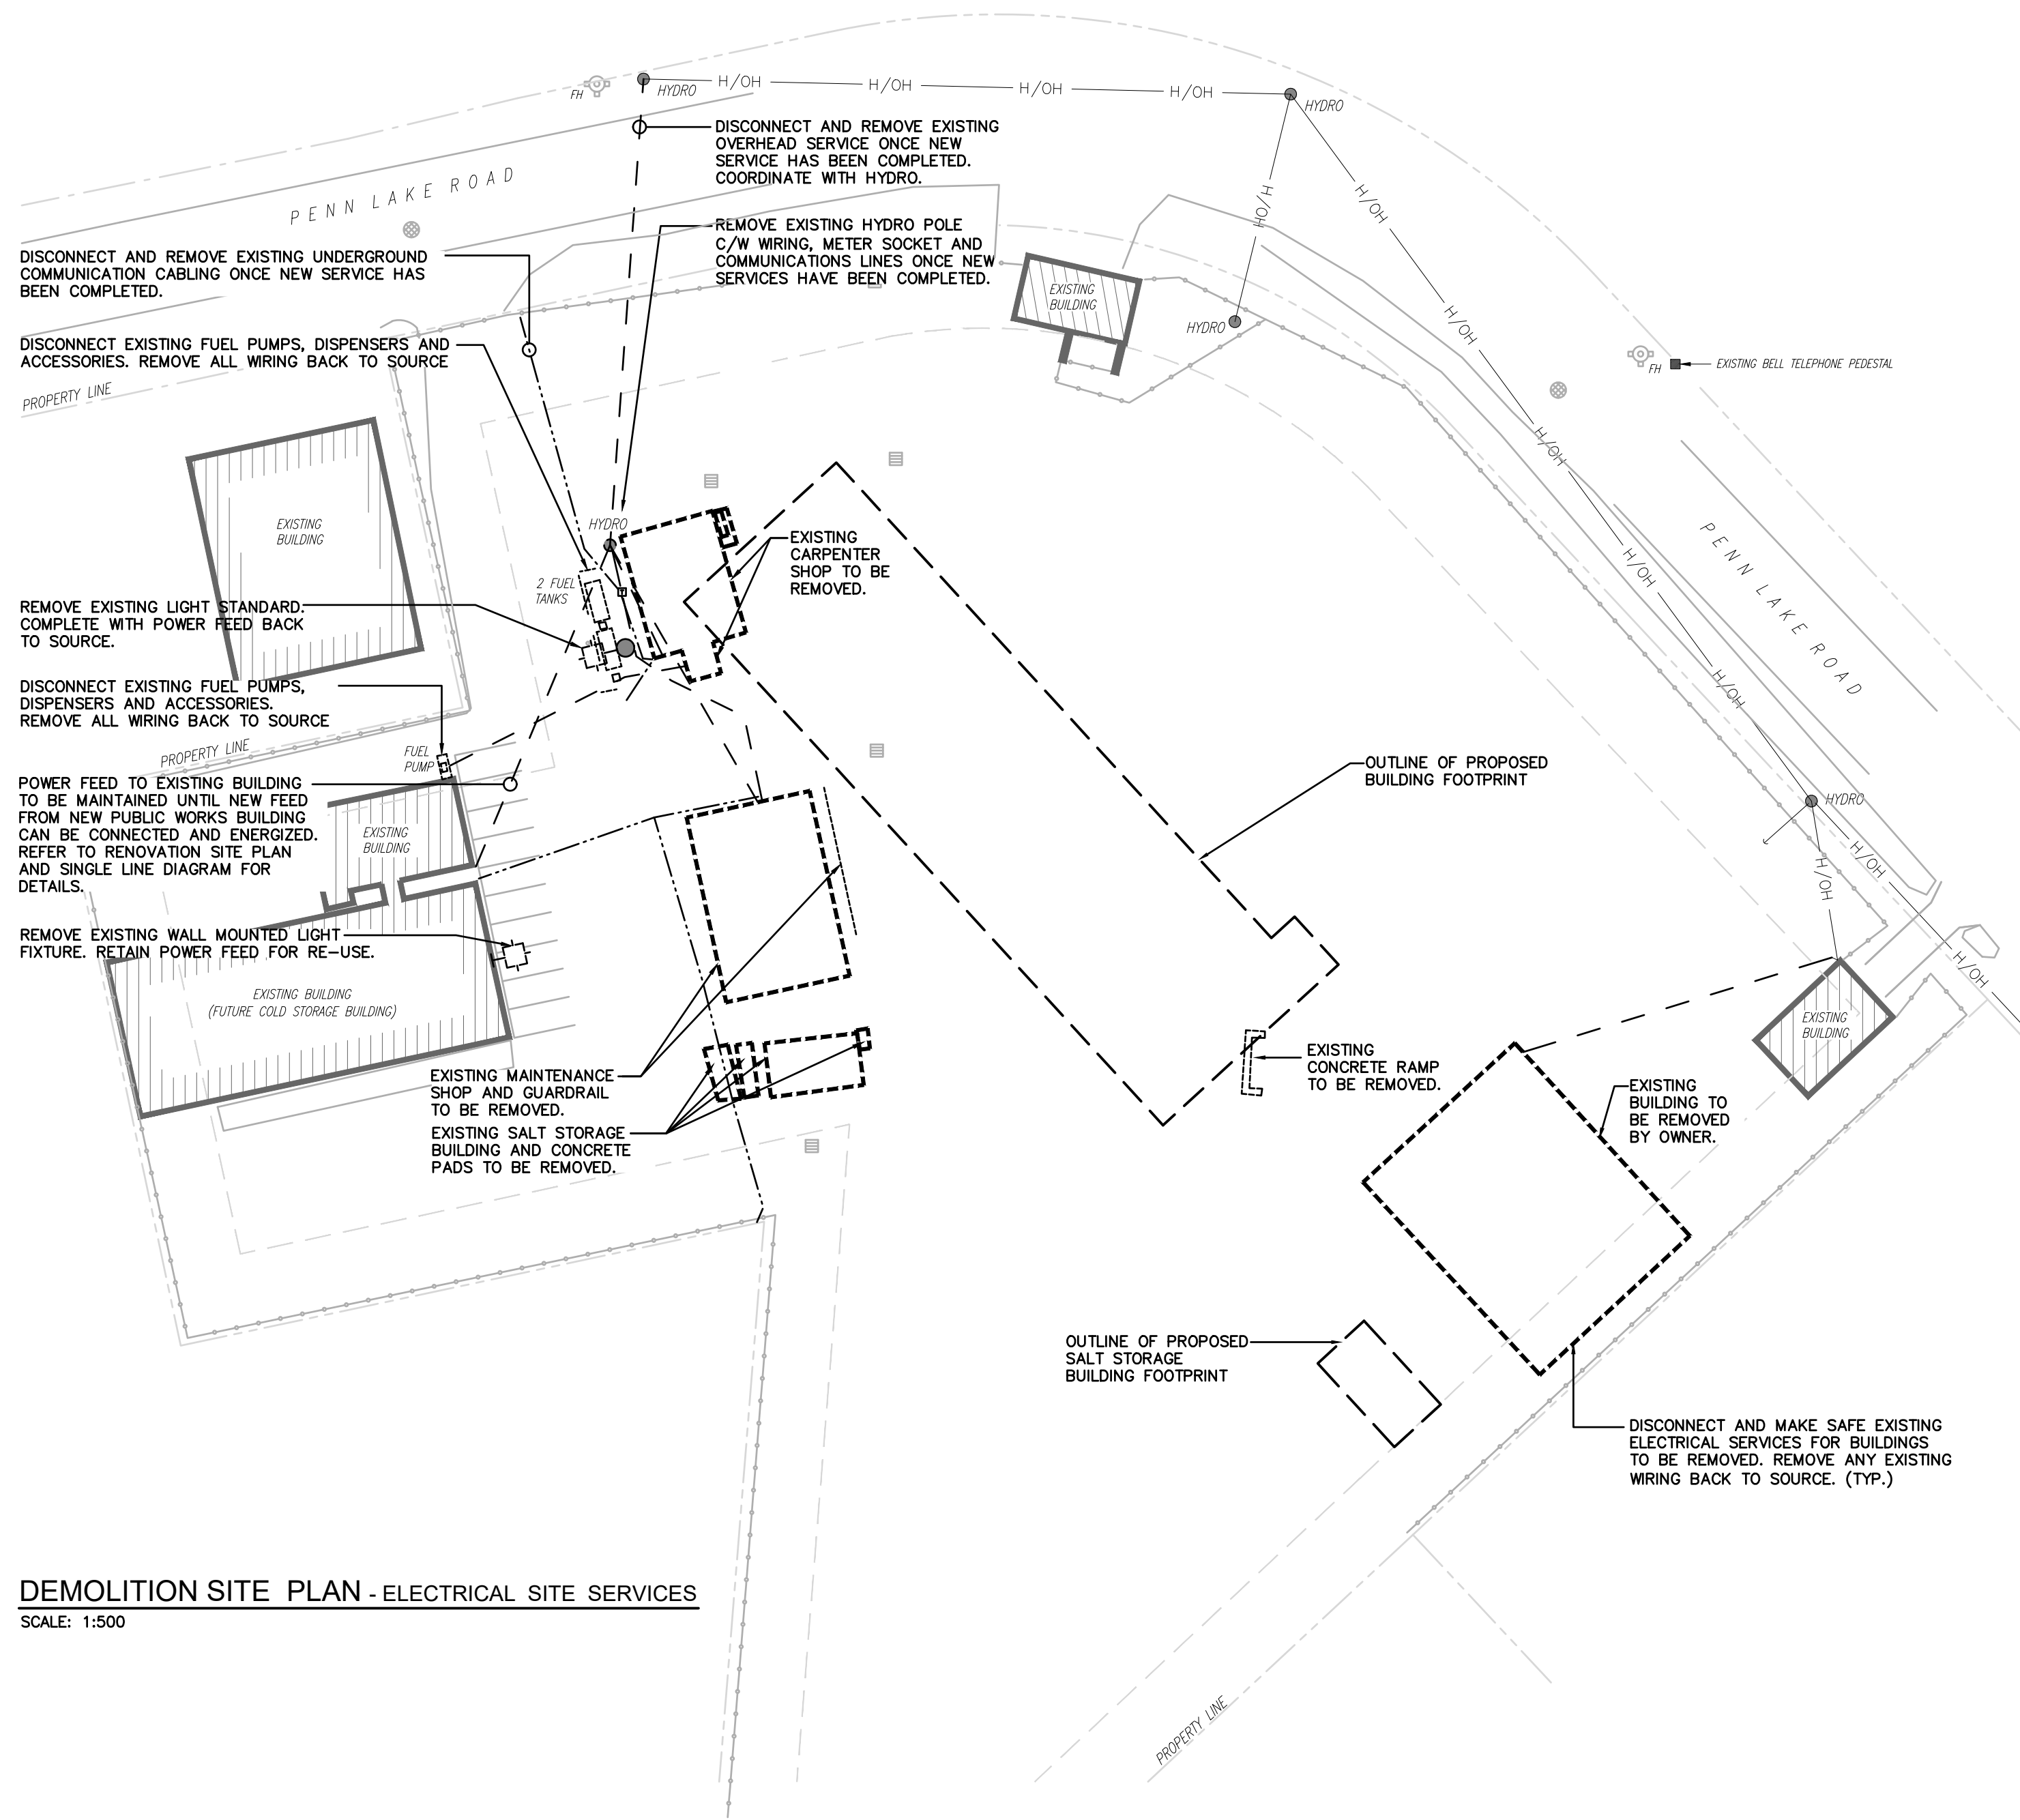 FH
HYDRO
H/OH
H/OH
H/OH
H/OH
HYDRO
DISCONNECT AND REMOVE EXISTING
OVERHEAD SERVICE ONCE NEW
SERVICE HAS BEEN COMPLETED.
COORDINATE WITH HYDRO.
PENN LAKE ROAD
H/OH
H/OH
REMOVE EXISTING HYDRO POLE
C/W WIRING, METER SOCKET AND
COMMUNICATIONS LINES ONCE NEW
SERVICES HAVE BEEN COMPLETED.
DISCONNECT AND REMOVE EXISTING UNDERGROUND
COMMUNICATION CABLING ONCE NEW SERVICE HAS
BEEN COMPLETED.
EXISTING
BUILDING
HYDRO
H/OH
DISCONNECT EXISTING FUEL PUMPS, DISPENSERS AND
ACCESSORIES. REMOVE ALL WIRING BACK TO SOURCE
FH
EXISTING BELL TELEPHONE PEDESTAL
PROPERTY LINE
H/OH
EXISTING
BUILDING
HYDRO
EXISTING
CARPENTER
SHOP TO BE
REMOVED.
H/OH
PENN LAKE ROAD
2 FUEL
TANKS
REMOVE EXISTING LIGHT STANDARD.
COMPLETE WITH POWER FEED BACK
TO SOURCE.
H/OH
DISCONNECT EXISTING FUEL PUMPS,
DISPENSERS AND ACCESSORIES.
REMOVE ALL WIRING BACK TO SOURCE
PROPERTY LINE
FUEL
PUMP
OUTLINE OF PROPOSED
BUILDING FOOTPRINT
HYDRO
POWER FEED TO EXISTING BUILDING
TO BE MAINTAINED UNTIL NEW FEED
FROM NEW PUBLIC WORKS BUILDING
CAN BE CONNECTED AND ENERGIZED.
REFER TO RENOVATION SITE PLAN
AND SINGLE LINE DIAGRAM FOR
DETAILS.
EXISTING
BUILDING
H/OH
H/OH
REMOVE EXISTING WALL MOUNTED LIGHT
FIXTURE. RETAIN POWER FEED FOR RE-USE.
H/OH
EXISTING BUILDING
(FUTURE COLD STORAGE BUILDING)
EXISTING
BUILDING
EXISTING
CONCRETE RAMP
TO BE REMOVED.
EXISTING MAINTENANCE
SHOP AND GUARDRAIL
TO BE REMOVED.
EXISTING
BUILDING TO
BE REMOVED
BY OWNER.
EXISTING SALT STORAGE
BUILDING AND CONCRETE
PADS TO BE REMOVED.
OUTLINE OF PROPOSED
SALT STORAGE
BUILDING FOOTPRINT
DISCONNECT AND MAKE SAFE EXISTING
ELECTRICAL SERVICES FOR BUILDINGS
TO BE REMOVED. REMOVE ANY EXISTING
WIRING BACK TO SOURCE. (TYP.)
DEMOLITION SITE PLAN - ELECTRICAL SITE SERVICES
SCALE: 1:500
PROPERTY LINE